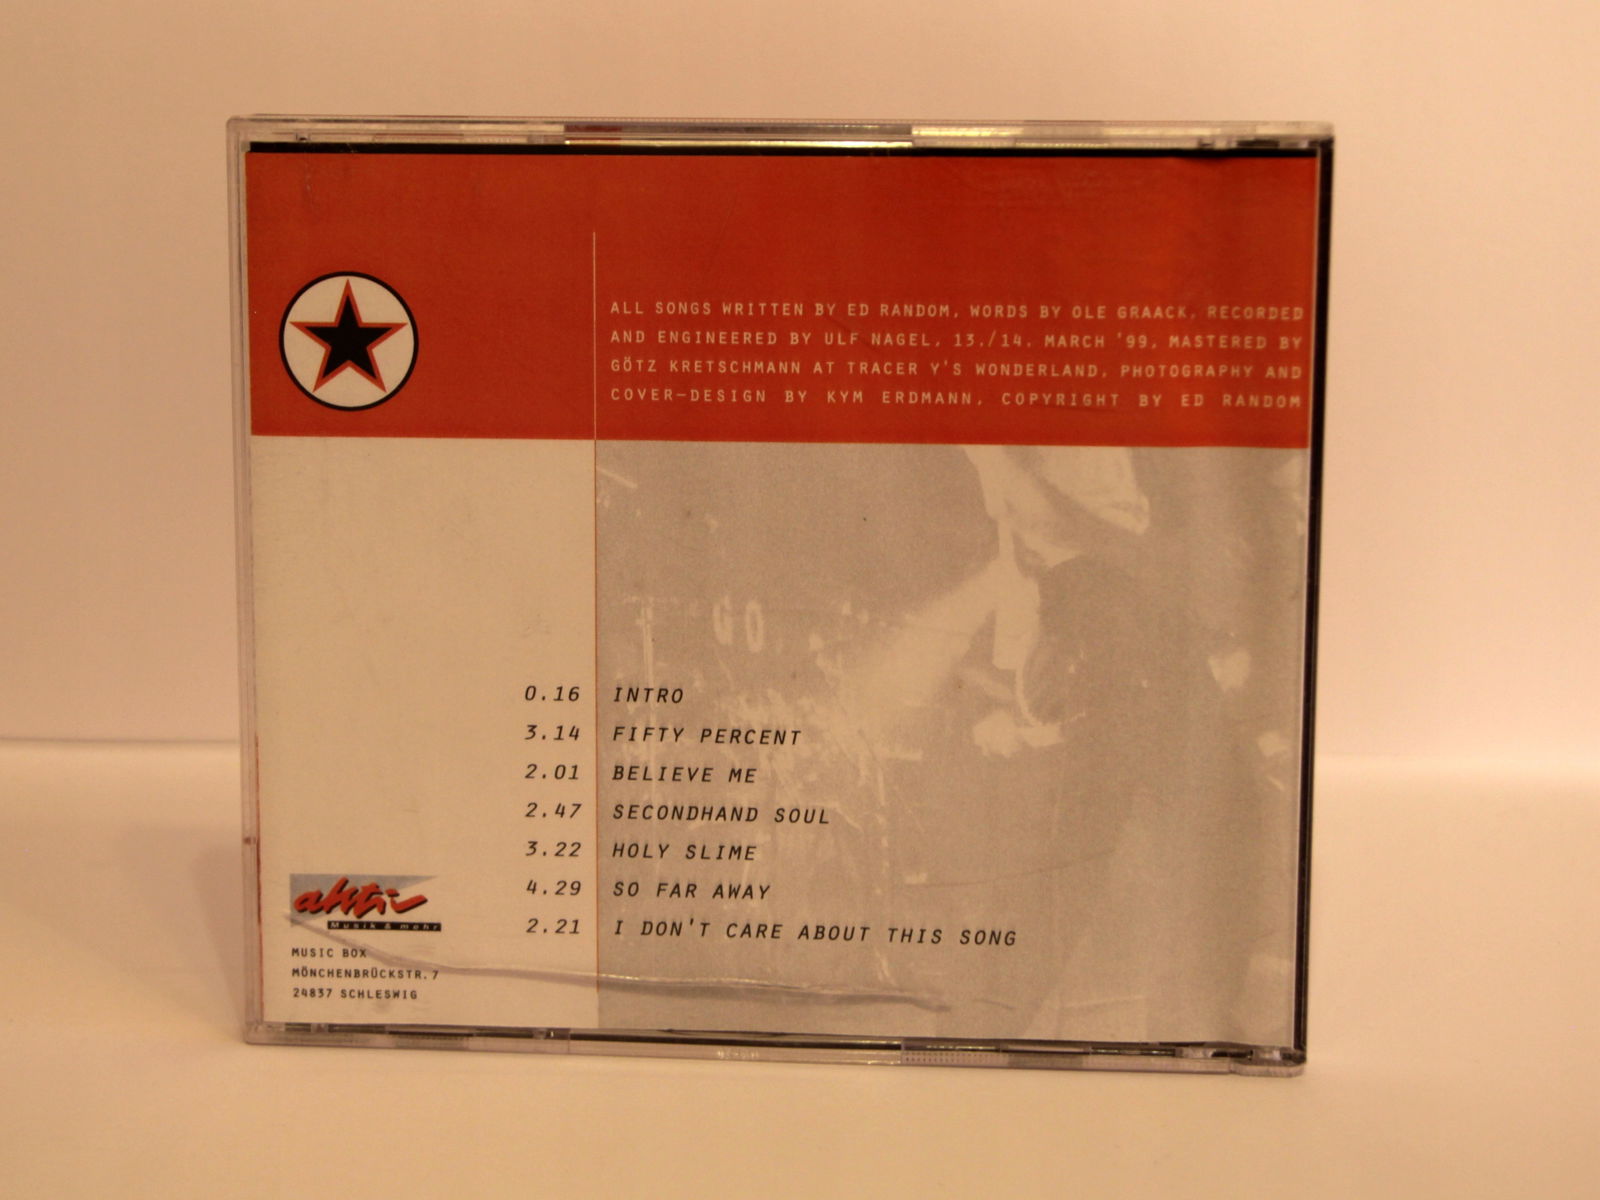 ALL SONGS WRITTEN BY ED RANDOM, WORDS BY OLE GRAACK, RECORDED
AND ENGINEERED BY ULF NAGEL, 13./14. MARCH '99, MASTERED BY
GÖTZ KRETSCHMANN AT TRACER Y'S WONDERLAND, PHOTOGRAPHY AND
COVER-DESIGN BY KYM ERDMANN, COPYRIGHT BY ED RANDOM
0.16 INTRO
3.14 FIFTY PERCENT
2.01 BELIEVE ME
2.47 SECONDHAND SOUL
3.22 HOLY SLIME
4.29 SO FAR AWAY
2.21 I DON'T CARE ABOUT THIS SONG
aktiv
Musik & mehr
MUSIC BOX
MÖNCHENBRÜCKSTR.7
24837 SCHLESWIG